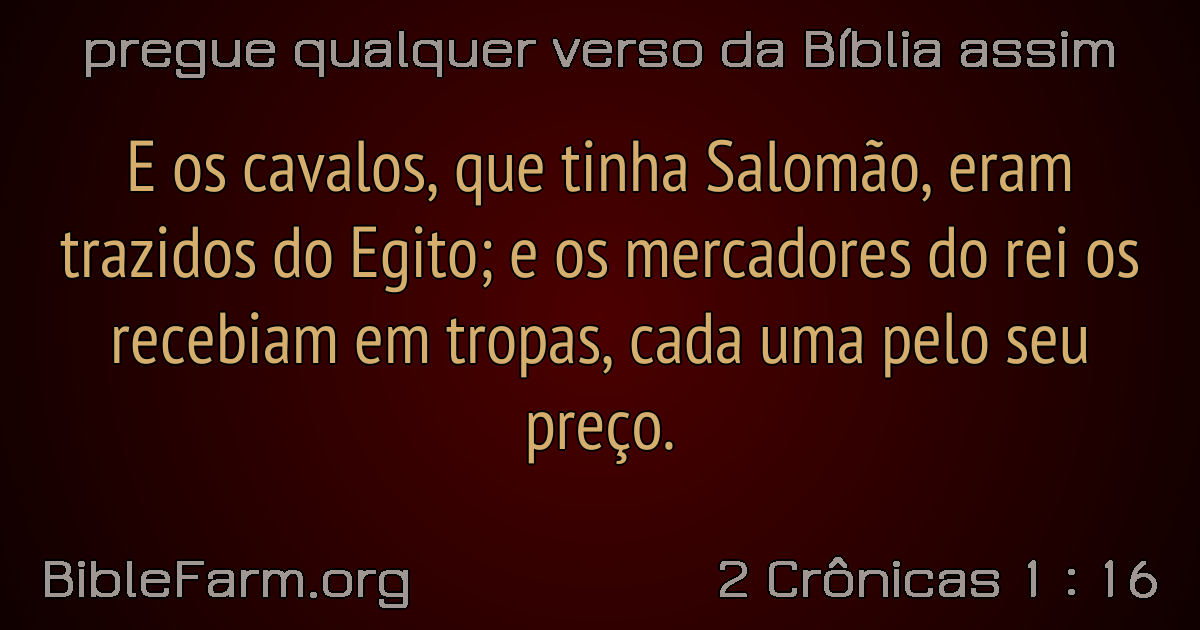 pregue qualquer verso da Bíblia assim
E os cavalos, que tinha Salomão, eram
trazidos do Egito; e os mercadores do rei os
recebiam em tropas, cada uma pelo seu
preço.
BibleFarm.org
2 Crônicas 1 : 16